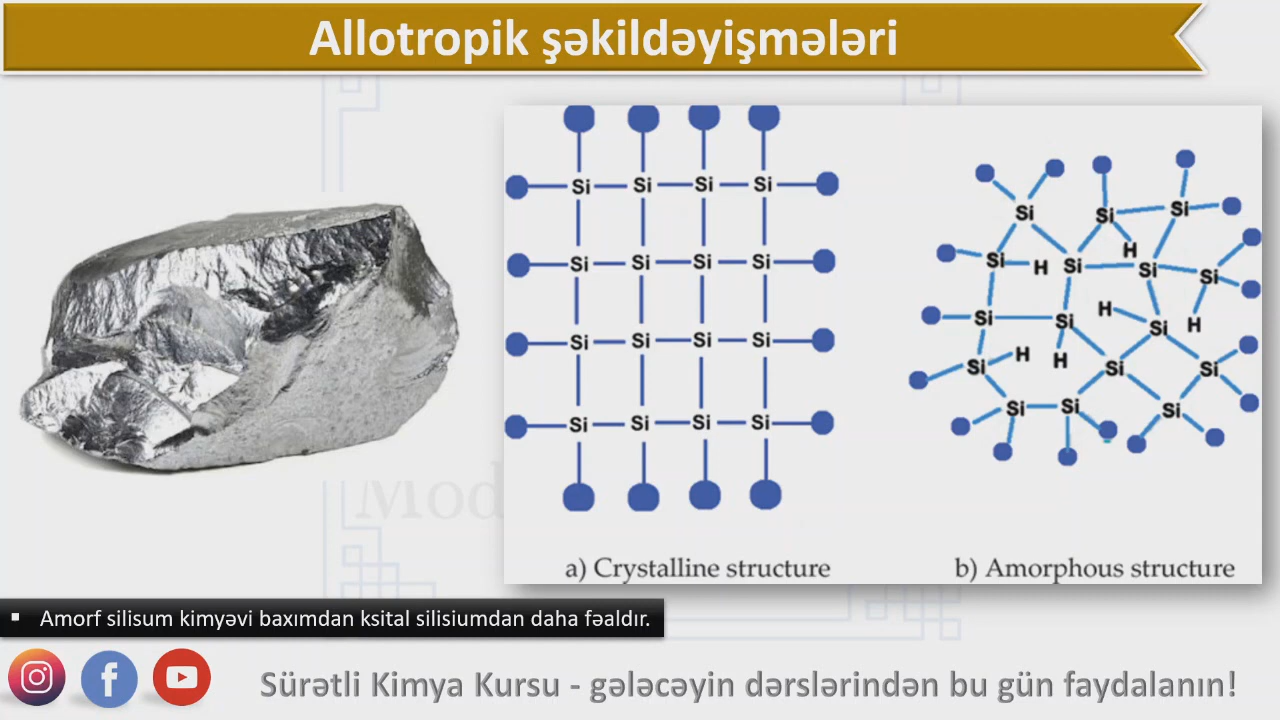 Allotropik şəkildəyişmələri
Si Si Si Si
Si Si Si Si
Si Si Si Si
Si Si Si Si
Si Si Si
H
Si H Si Si Si
H
Si Si Si H
Si H H Si Si
Si Si Si
a) Crystalline structure b) Amorphous structure
Mod
▪ Amorf silisum kimyəvi baxımdan ksital silisiumdan daha fəaldır.
Sürətli Kimya Kursu - gələcəyin dərslərindən bu gün faydalanın!